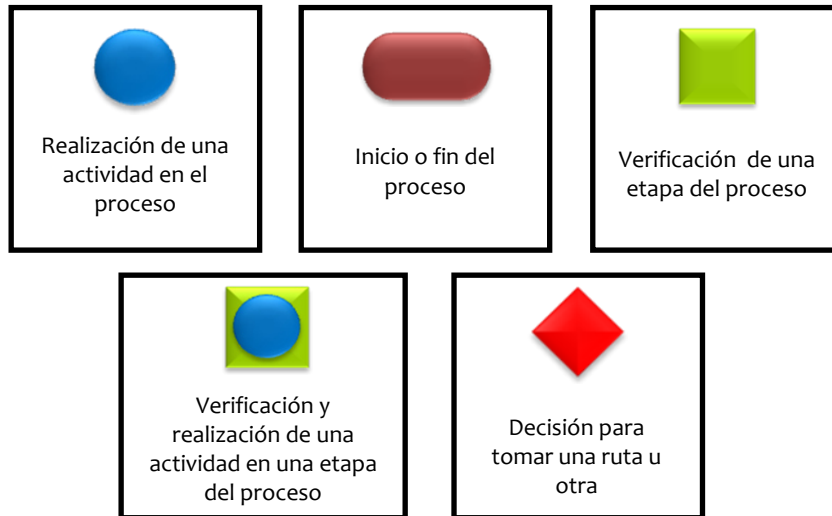 Realización de una
actividad en el
proceso
Inicio o fin del
proceso
Verificación de una
etapa del proceso
Verificación y
realización de una
actividad en una etapa
del proceso
Decisión para
tomar una ruta u
otra